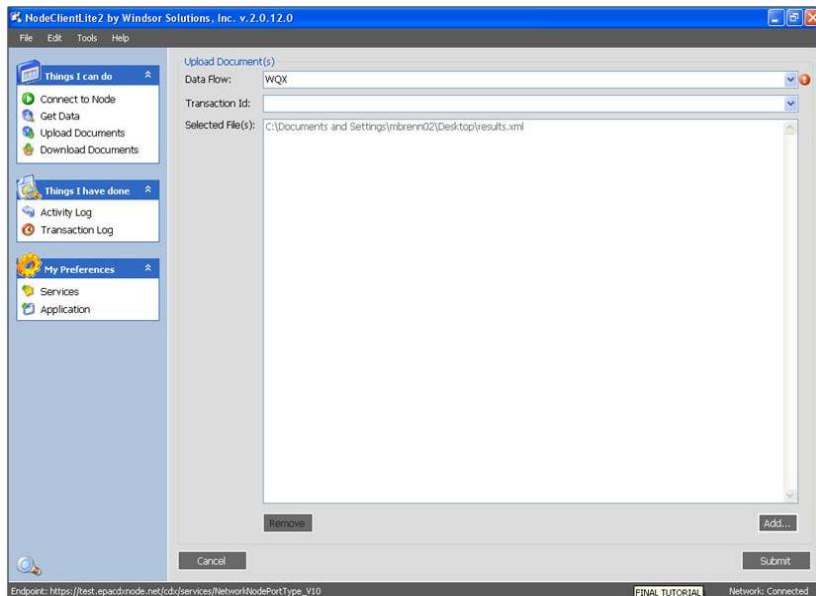 NodeClientLite2 by Windsor Solutions, Inc. v.2.0.12.0
File Edit Tools Help
Things I can do
Connect to Node
Get Data
Upload Documents
Download Documents
Things I have done
Activity Log
Transaction Log
My Preferences
Services
Application
Upload Document(s)
Data Flow: WQX
Transaction Id:
Selected File(s): C:\Documents and Settings\mbrenn02\Desktop\results.xml
Remove Add...
Cancel Submit
Endpoint: https://test.epacdxnode.net/cdx/services/NetworkNodePortType_V10 FINAL TUTORIAL Network: Connected